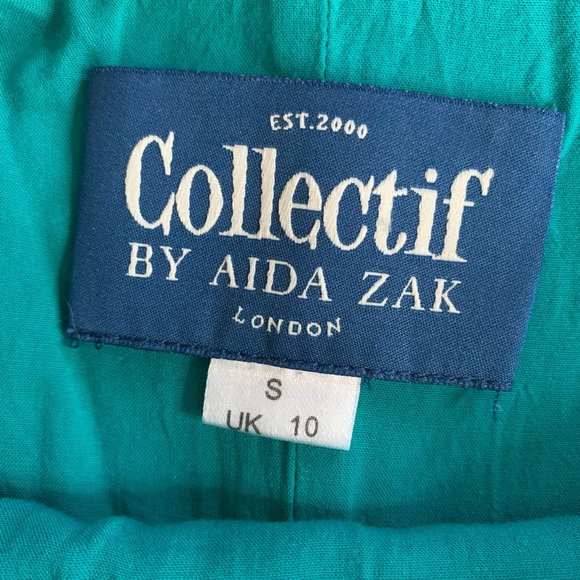 EST.2000
Collectif
BY AIDA ZAK
LONDON
S
UK 10